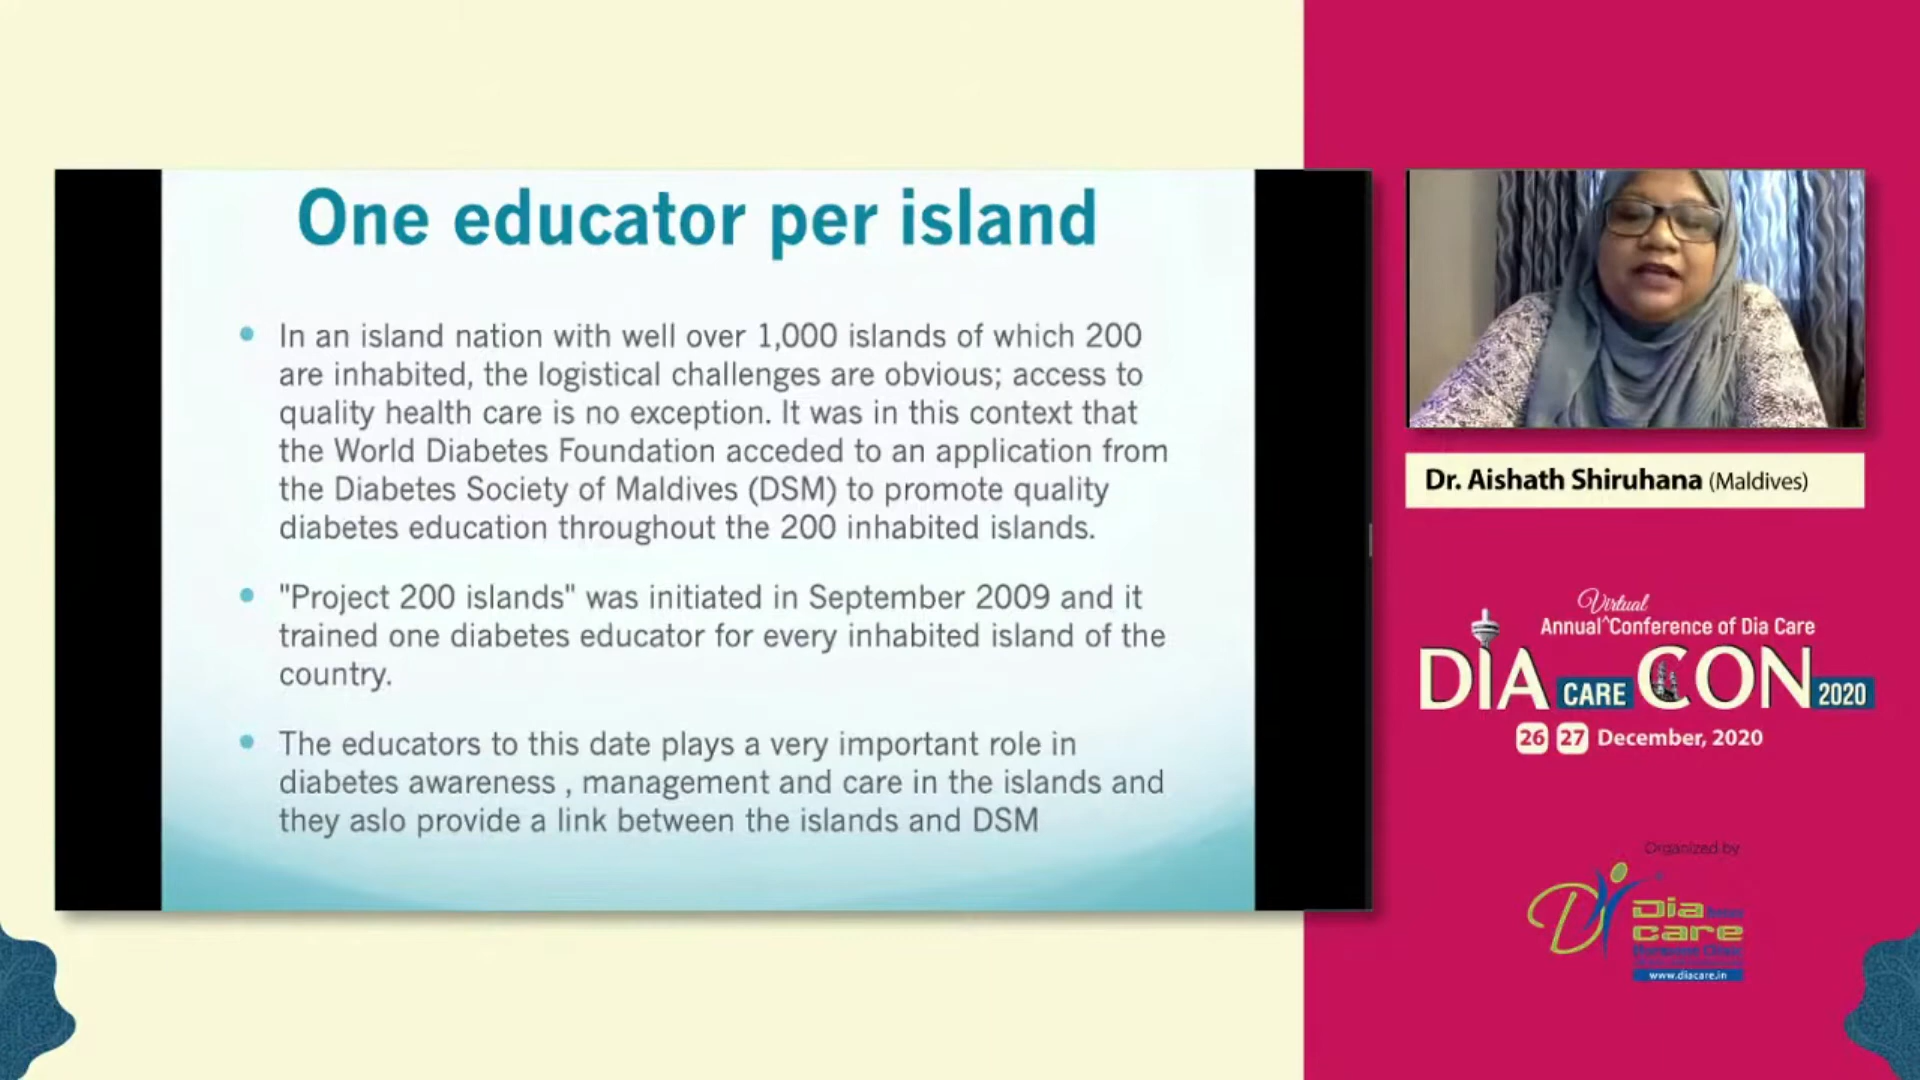 One educator per island
In an island nation with well over 1,000 islands of which 200
are inhabited, the logistical challenges are obvious; access to
quality health care is no exception. It was in this context that
the World Diabetes Foundation acceded to an application from
the Diabetes Society of Maldives (DSM) to promote quality
diabetes education throughout the 200 inhabited islands.
"Project 200 islands" was initiated in September 2009 and it
trained one diabetes educator for every inhabited island of the
country.
The educators to this date plays a very important role in
diabetes awareness , management and care in the islands and
they aslo provide a link between the islands and DSM
Dr. Aishath Shiruhana (Maldives)
Virtual
Annual^Conference of Dia Care
DIA CARE CON 2020
26 27 December, 2020
Organized by
Dia
care
www.diacare.in